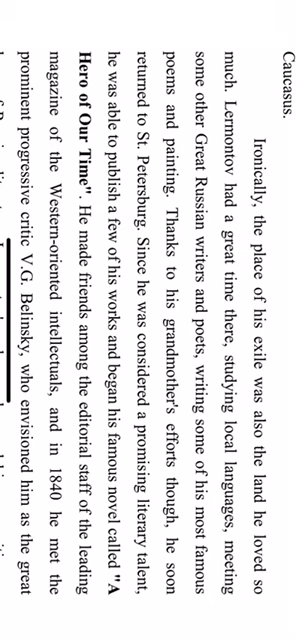 Caucasus.
Ironically, the place of his exile was also the land he loved so
much. Lermontov had a great time there, studying local languages, meeting
some other Great Russian writers and poets, writing some of his most famous
poems and painting. Thanks to his grandmother's efforts though, he soon
returned to St. Petersburg. Since he was considered a promising literary talent,
he was able to publish a few of his works and began his famous novel called "A
Hero of Our Time". He made friends among the editorial staff of the leading
magazine of the Western-oriented intellectuals, and in 1840 he met the
prominent progressive critic V.G. Belinsky, who envisioned him as the great